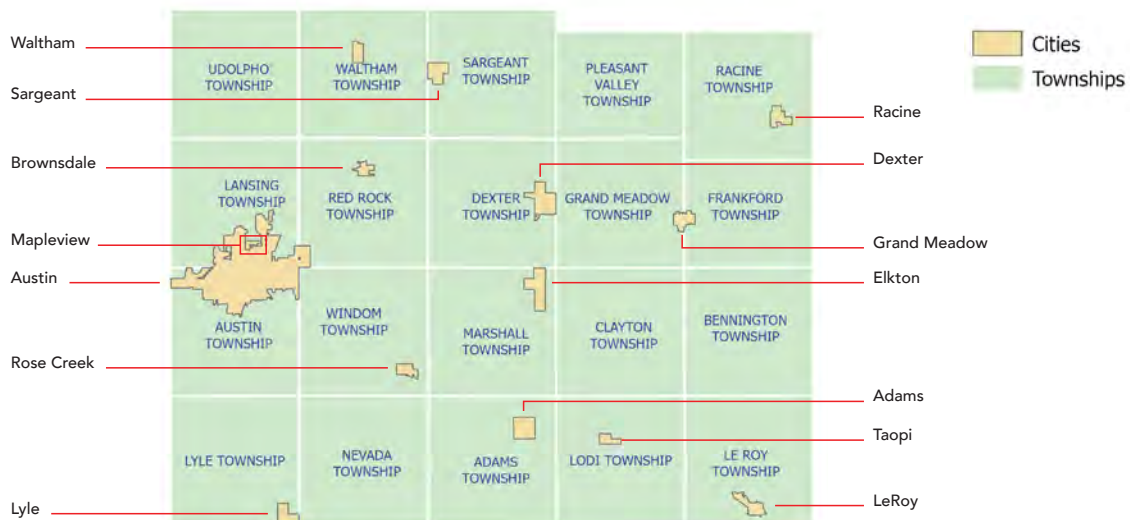 Waltham
Sargeant
Brownsdale
Mapleview
Austin
Rose Creek
Lyle
UDOLPHO
TOWNSHIP
WALTHAM
TOWNSHIP
SARGEANT
TOWNSHIP
PLEASANT
VALLEY
TOWNSHIP
RACINE
TOWNSHIP
LANSING
TOWNSHIP
RED ROCK
TOWNSHIP
DEXTER
TOWNSHIP
GRAND MEADOW
TOWNSHIP
FRANKFORD
TOWNSHIP
AUSTIN
TOWNSHIP
WINDOM
TOWNSHIP
MARSHALL
TOWNSHIP
CLAYTON
TOWNSHIP
BENNINGTON
TOWNSHIP
LYLE TOWNSHIP
NEVADA
TOWNSHIP
ADAMS
TOWNSHIP
LODI TOWNSHIP
LE ROY
TOWNSHIP
Cities
Townships
Racine
Dexter
Grand Meadow
Elkton
Adams
Taopi
LeRoy